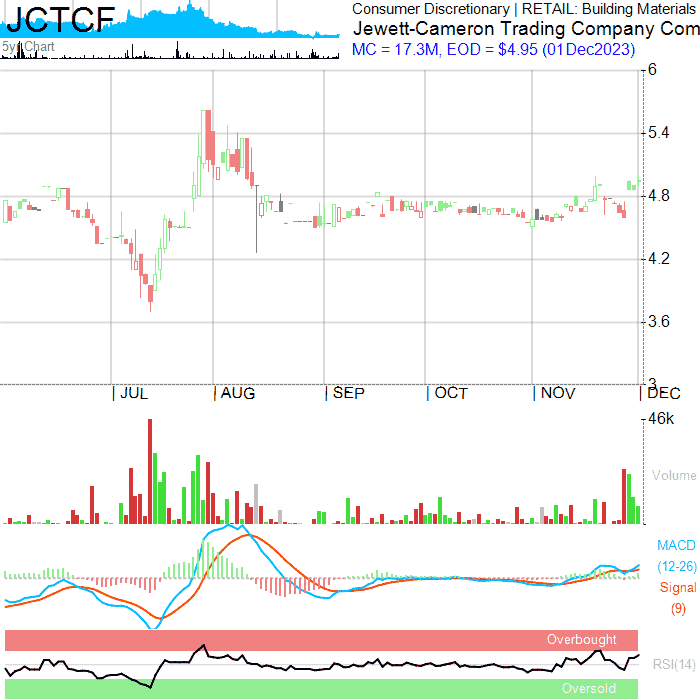 JCTCF
5yr Chart
Consumer Discretionary | RETAIL: Building Materials
Jewett-Cameron Trading Company Com
MC = 17.3M, EOD = $4.95 (01Dec2023)
6
5.4
4.8
4.2
3.6
3
JUL
AUG
SEP
OCT
NOV
DEC
46k
Volume
MACD
(12-26)
Signal
(9)
Overbought
RSI(14)
Oversold